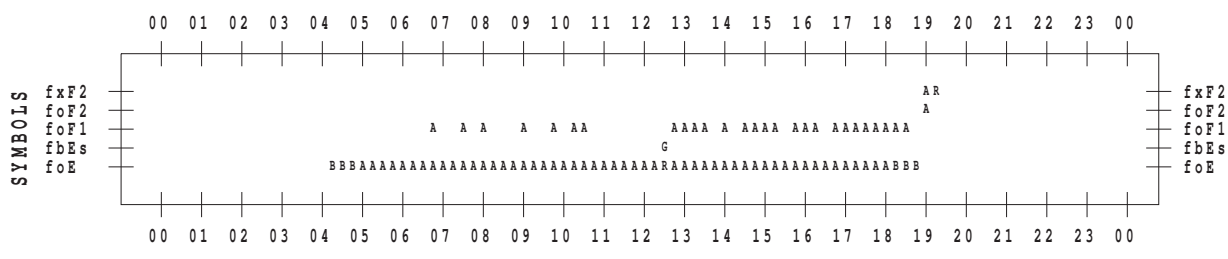 00 01 02 03 04 05 06 07 08 09 10 11 12 13 14 15 16 17 18 19 20 21 22 23 00
SYMBOLS
fxF2 A R fxF2
foF2 A foF2
foF1 A A A A A A A AAAA A AAAA AAA AAAAAAAA foF1
fbEs G fbEs
foE BBBAAAAAAAAAAAAAAAAAAAAAAAAAAAAAARAAAAAAAAAAAAAAAAAAAAAABBB foE
00 01 02 03 04 05 06 07 08 09 10 11 12 13 14 15 16 17 18 19 20 21 22 23 00